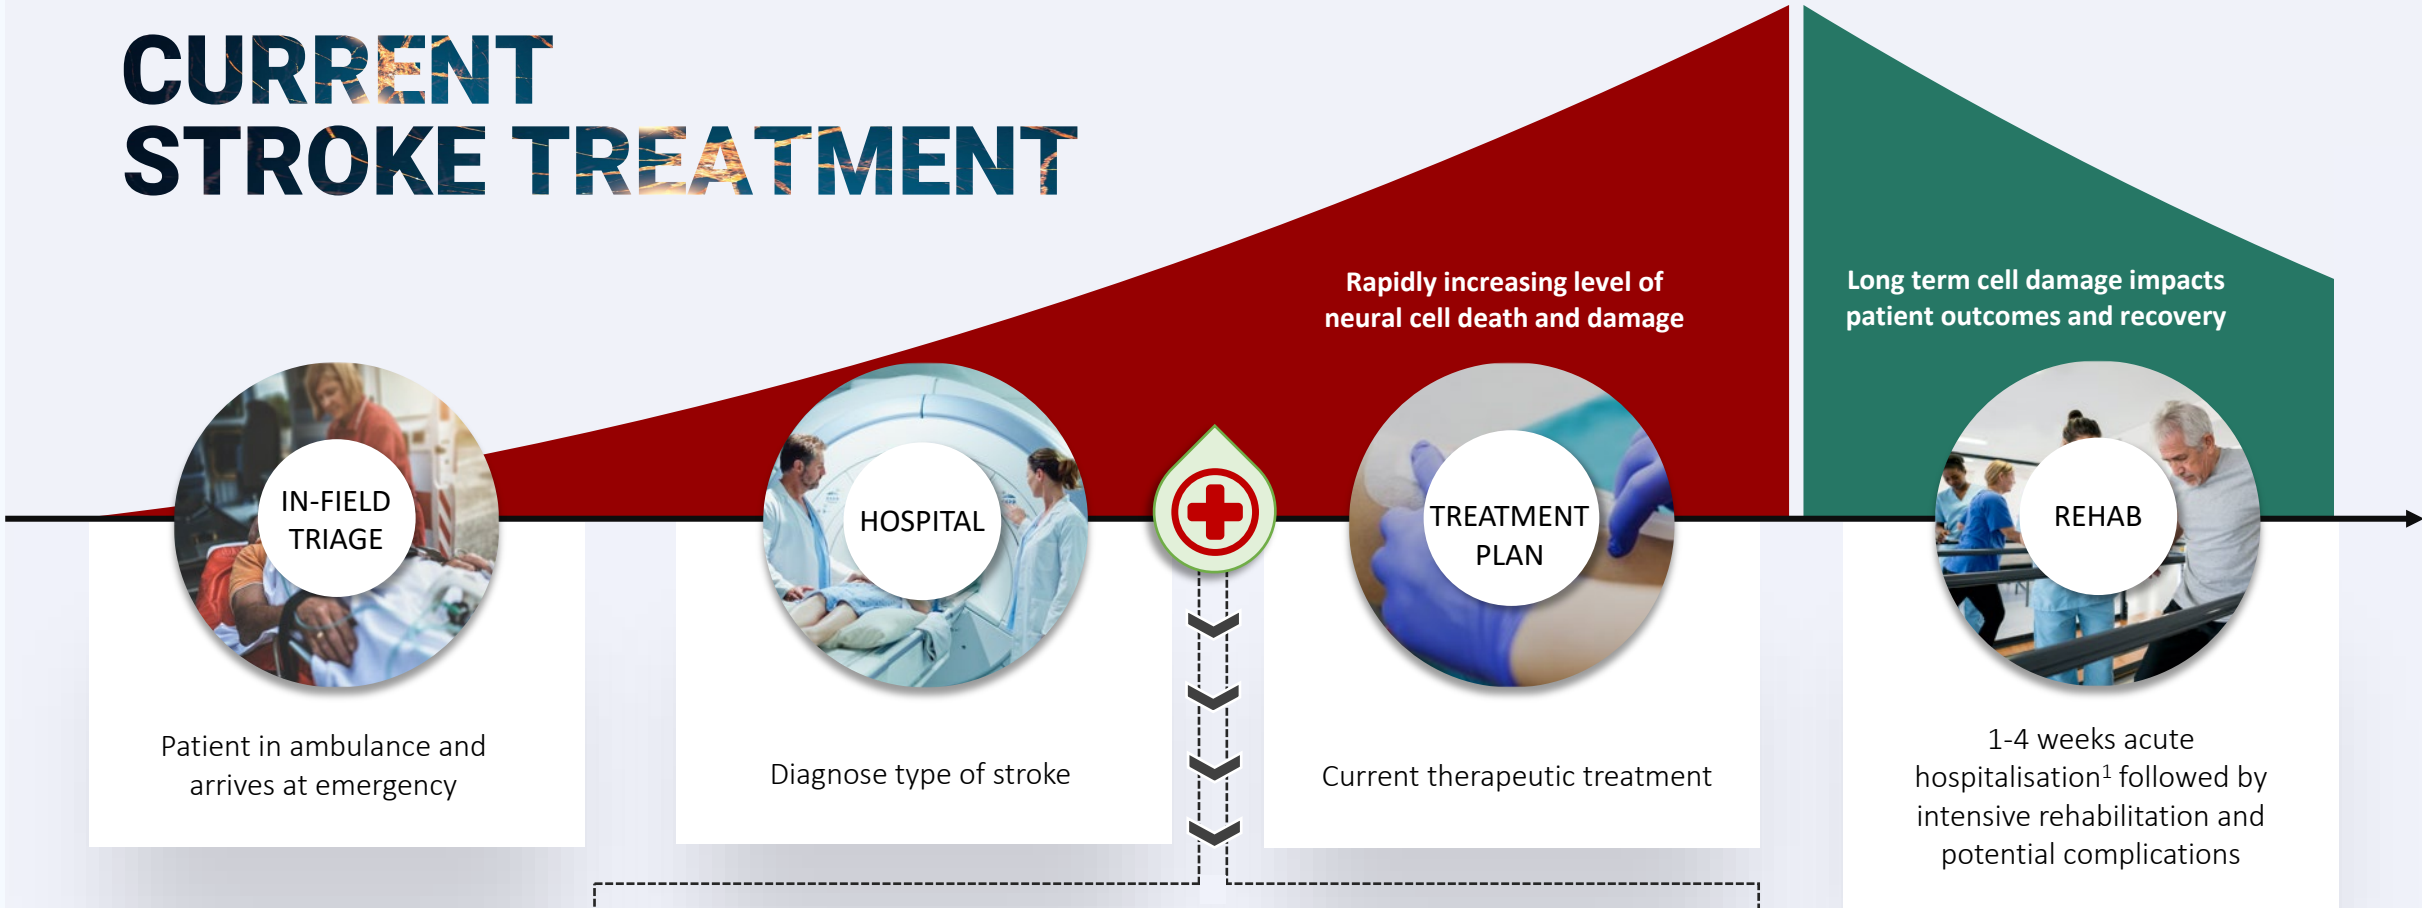 CURRENT
STROKE TREATMENT
Rapidly increasing level of
neural cell death and damage
Long term cell damage impacts
patient outcomes and recovery
IN-FIELD
TRIAGE
HOSPITAL
TREATMENT
PLAN
REHAB
Patient in ambulance and
arrives at emergency
Diagnose type of stroke
Current therapeutic treatment
1-4 weeks acute
hospitalisation¹ followed by
intensive rehabilitation and
potential complications